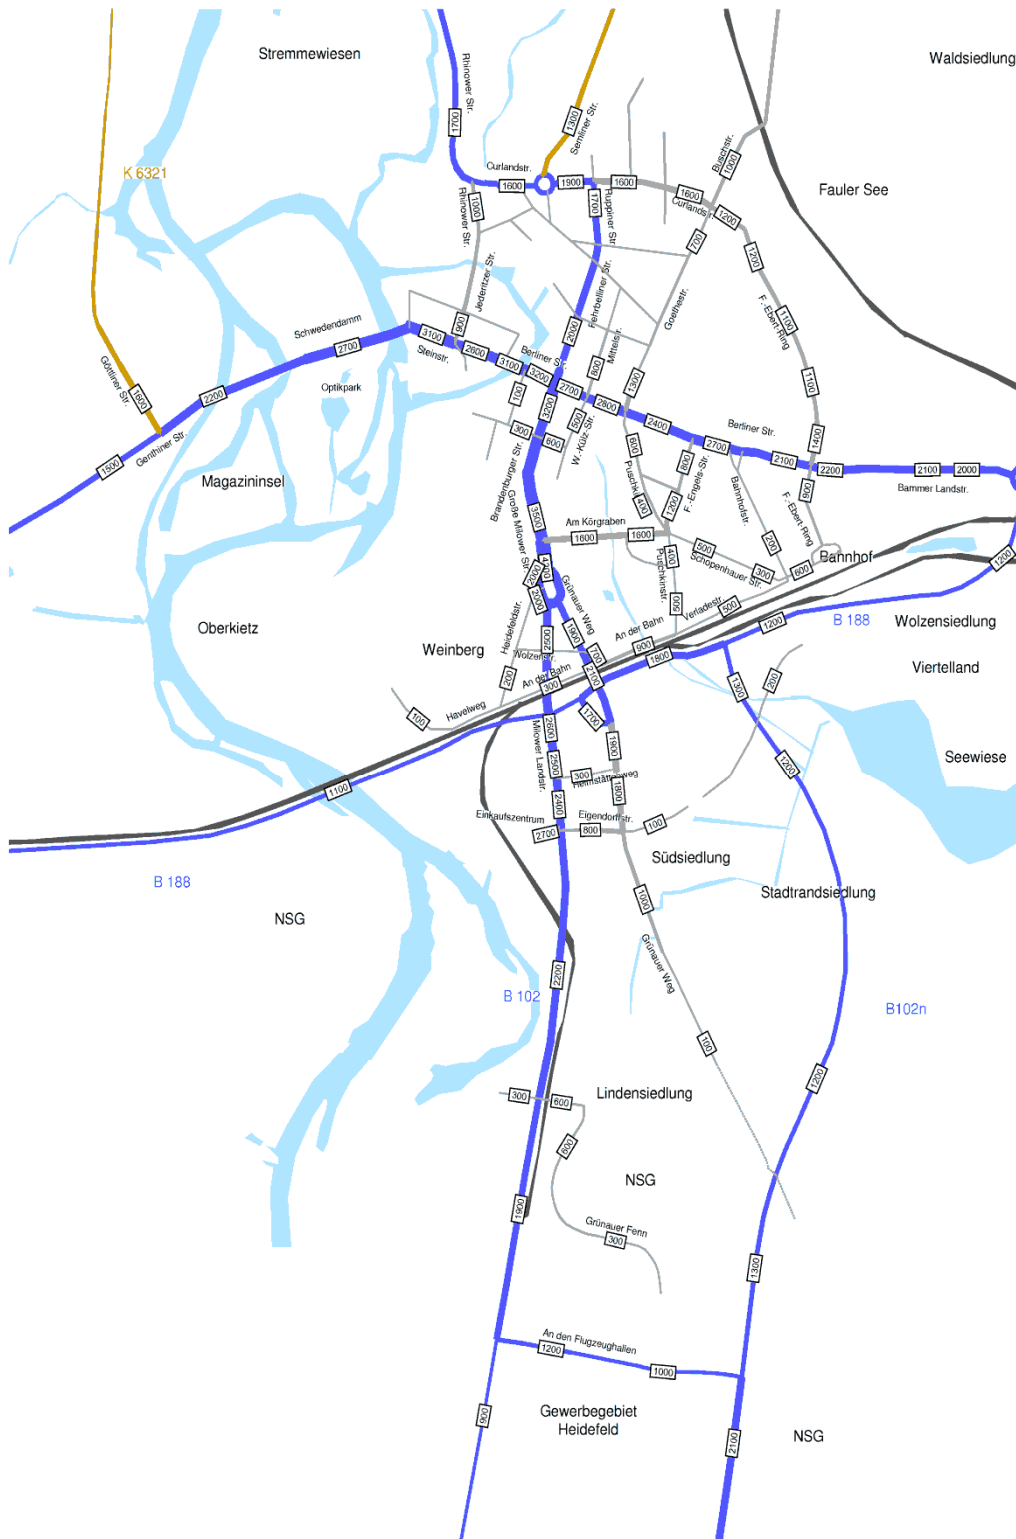 Stremmewiesen
Waldsiedlung
Rhinower Str.
1700
1300
Semliner Str.
K 6321
Curlandstr.
1600
1900
1600
1600
Curlandstr.
Buschstr.
1000
Fauler See
1000
Rhinower Str.
Ruppiner Str.
1700
1200
700
1200
Jederitzer Str.
900
Fehrbelliner Str.
2000
Goethestr.
F.-Ebert-Ring
1100
Schwedendamm
2700
3100
Steinstr.
2600
3100
Berliner Str.
3200
Mittelstr.
800
2700
1300
1100
Göttliner Str.
1600
2200
Optikpark
100
3200
2800
2400
Berliner Str.
2700
Genthiner Str.
1500
300
600
500
W.-Külz-Str.
600
800
F.-Engels-Str.
2100
1400
2200
2100
2000
Bammer Landstr.
Magazininsel
Brandenburger Str.
400
1200
Bahnhofstr.
900
F.-Ebert-Ring
3500
Große Milower Str.
Am Körgraben
1600
1600
500
Schopenhauer Str.
200
300
600
Bahnhof
1200
2000
2000
Grünauer Weg
400
Puschkinstr.
500
Verladestr.
500
Oberkietz
Heidefeldstr.
2500
1900
An der Bahn
900
1200
B 188
Wolzensiedlung
Weinberg
700
1800
Viertelland
200
An der Bahn
300
2100
1300
200
100
Havelweg
1700
2600
Milower Landstr.
1900
Seewiese
2500
300
1200
1100
2400
1800
Einkaufszentrum
2700
800
Eigendorfstr.
100
Südsiedlung
B 188
Stadtrandsiedlung
NSG
1000
Grünauer Weg
2200
B 102
B102n
100
300
600
Lindensiedlung
1200
600
NSG
1900
Grünauer Fenn
300
1300
An den Flugzeughallen
1200
1000
900
Gewerbegebiet
Heidefeld
2100
NSG